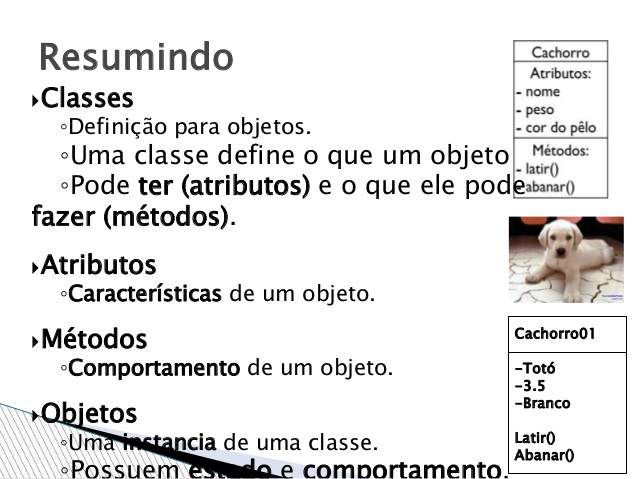 Resumindo
Classes
◦Definição para objetos.
◦Uma classe define o que um objeto
◦Pode ter (atributos) e o que ele pode
fazer (métodos).
Atributos
◦Características de um objeto.
Métodos
◦Comportamento de um objeto.
Objetos
◦Uma instancia de uma classe.
◦Possuem estado e comportamento.
Cachorro
Atributos:
- nome
- peso
- cor do pêlo
Métodos:
- latir()
- abanar()
Cachorro01
-Totó
-3.5
-Branco
Latir()
Abanar()